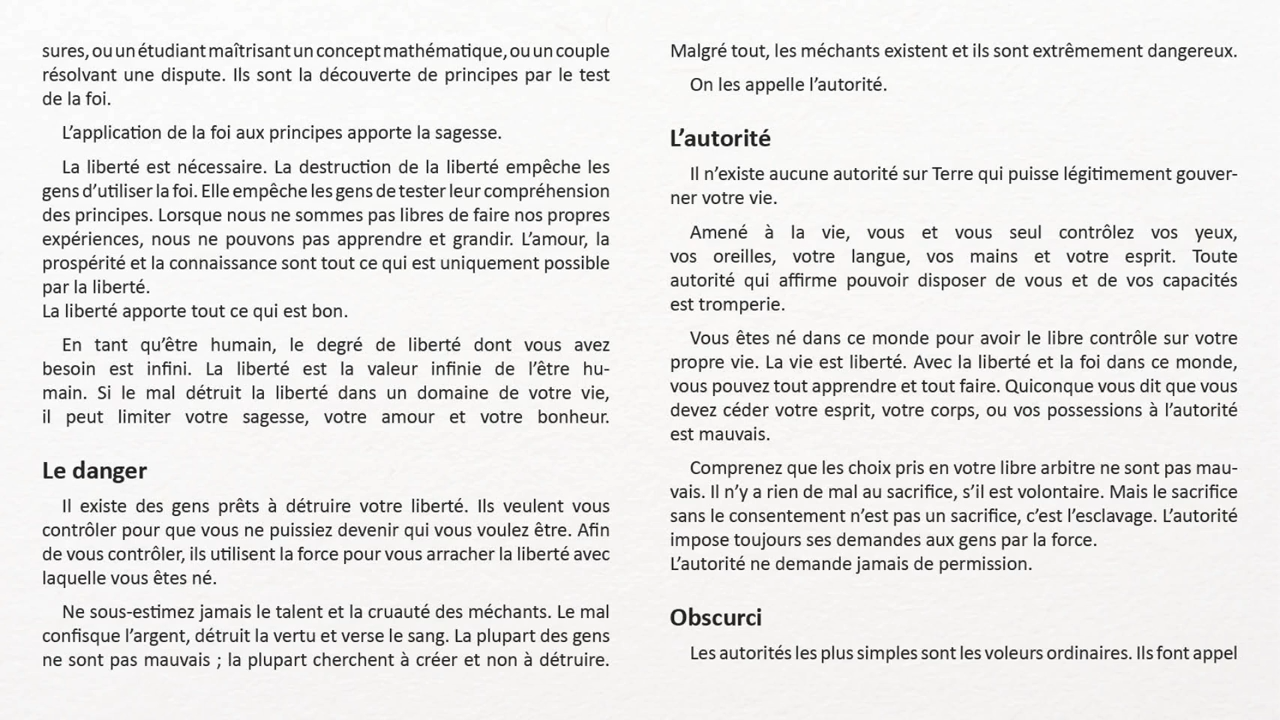 sures, ou un étudiant maîtrisant un concept mathématique, ou un couple
résolvant une dispute. Ils sont la découverte de principes par le test
de la foi.
L’application de la foi aux principes apporte la sagesse.
La liberté est nécessaire. La destruction de la liberté empêche les
gens d’utiliser la foi. Elle empêche les gens de tester leur compréhension
des principes. Lorsque nous ne sommes pas libres de faire nos propres
expériences, nous ne pouvons pas apprendre et grandir. L’amour, la
prospérité et la connaissance sont tout ce qui est uniquement possible
par la liberté.
La liberté apporte tout ce qui est bon.
En tant qu’être humain, le degré de liberté dont vous avez
besoin est infini. La liberté est la valeur infinie de l’être hu-
main. Si le mal détruit la liberté dans un domaine de votre vie,
il peut limiter votre sagesse, votre amour et votre bonheur.
Le danger
Il existe des gens prêts à détruire votre liberté. Ils veulent vous
contrôler pour que vous ne puissiez devenir qui vous voulez être. Afin
de vous contrôler, ils utilisent la force pour vous arracher la liberté avec
laquelle vous êtes né.
Ne sous-estimez jamais le talent et la cruauté des méchants. Le mal
confisque l’argent, détruit la vertu et verse le sang. La plupart des gens
ne sont pas mauvais ; la plupart cherchent à créer et non à détruire.
Malgré tout, les méchants existent et ils sont extrêmement dangereux.
On les appelle l’autorité.
L’autorité
Il n’existe aucune autorité sur Terre qui puisse légitimement gouver-
ner votre vie.
Amené à la vie, vous et vous seul contrôlez vos yeux,
vos oreilles, votre langue, vos mains et votre esprit. Toute
autorité qui affirme pouvoir disposer de vous et de vos capacités
est tromperie.
Vous êtes né dans ce monde pour avoir le libre contrôle sur votre
propre vie. La vie est liberté. Avec la liberté et la foi dans ce monde,
vous pouvez tout apprendre et tout faire. Quiconque vous dit que vous
devez céder votre esprit, votre corps, ou vos possessions à l’autorité
est mauvais.
Comprenez que les choix pris en votre libre arbitre ne sont pas mau-
vais. Il n’y a rien de mal au sacrifice, s’il est volontaire. Mais le sacrifice
sans le consentement n’est pas un sacrifice, c’est l’esclavage. L’autorité
impose toujours ses demandes aux gens par la force.
L’autorité ne demande jamais de permission.
Obscurci
Les autorités les plus simples sont les voleurs ordinaires. Ils font appel